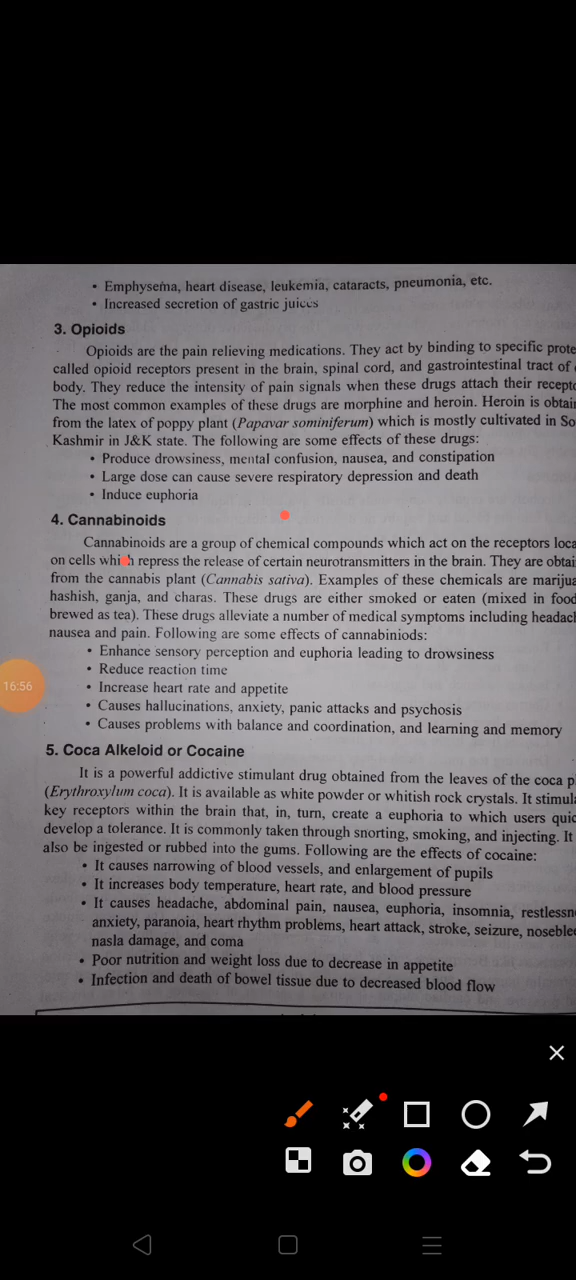 • Emphysema, heart disease, leukemia, cataracts, pneumonia, etc.
• Increased secretion of gastric juices
3. Opioids
Opioids are the pain relieving medications. They act by binding to specific prote
called opioid receptors present in the brain, spinal cord, and gastrointestinal tract of
body. They reduce the intensity of pain signals when these drugs attach their recepto
The most common examples of these drugs are morphine and heroin. Heroin is obtai
from the latex of poppy plant (Papavar sominiferum) which is mostly cultivated in So
Kashmir in J&K state. The following are some effects of these drugs:
• Produce drowsiness, mental confusion, nausea, and constipation
• Large dose can cause severe respiratory depression and death
• Induce euphoria
4. Cannabinoids
Cannabinoids are a group of chemical compounds which act on the receptors loca
on cells which repress the release of certain neurotransmitters in the brain. They are obtai
from the cannabis plant (Cannabis sativa). Examples of these chemicals are marijua
hashish, ganja, and charas. These drugs are either smoked or eaten (mixed in food
brewed as tea). These drugs alleviate a number of medical symptoms including headach
nausea and pain. Following are some effects of cannabiniods:
• Enhance sensory perception and euphoria leading to drowsiness
• Reduce reaction time
• Increase heart rate and appetite
16:56
• Causes hallucinations, anxiety, panic attacks and psychosis
• Causes problems with balance and coordination, and learning and memory
5. Coca Alkeloid or Cocaine
It is a powerful addictive stimulant drug obtained from the leaves of the coca p
(Erythroxylum coca). It is available as white powder or whitish rock crystals. It stimula
key receptors within the brain that, in, turn, create a euphoria to which users quic
develop a tolerance. It is commonly taken through snorting, smoking, and injecting. It
also be ingested or rubbed into the gums. Following are the effects of cocaine:
• It causes narrowing of blood vessels, and enlargement of pupils
• It increases body temperature, heart rate, and blood pressure
• It causes headache, abdominal pain, nausea, euphoria, insomnia, restlessn
anxiety, paranoia, heart rhythm problems, heart attack, stroke, seizure, noseblee
nasla damage, and coma
• Poor nutrition and weight loss due to decrease in appetite
• Infection and death of bowel tissue due to decreased blood flow